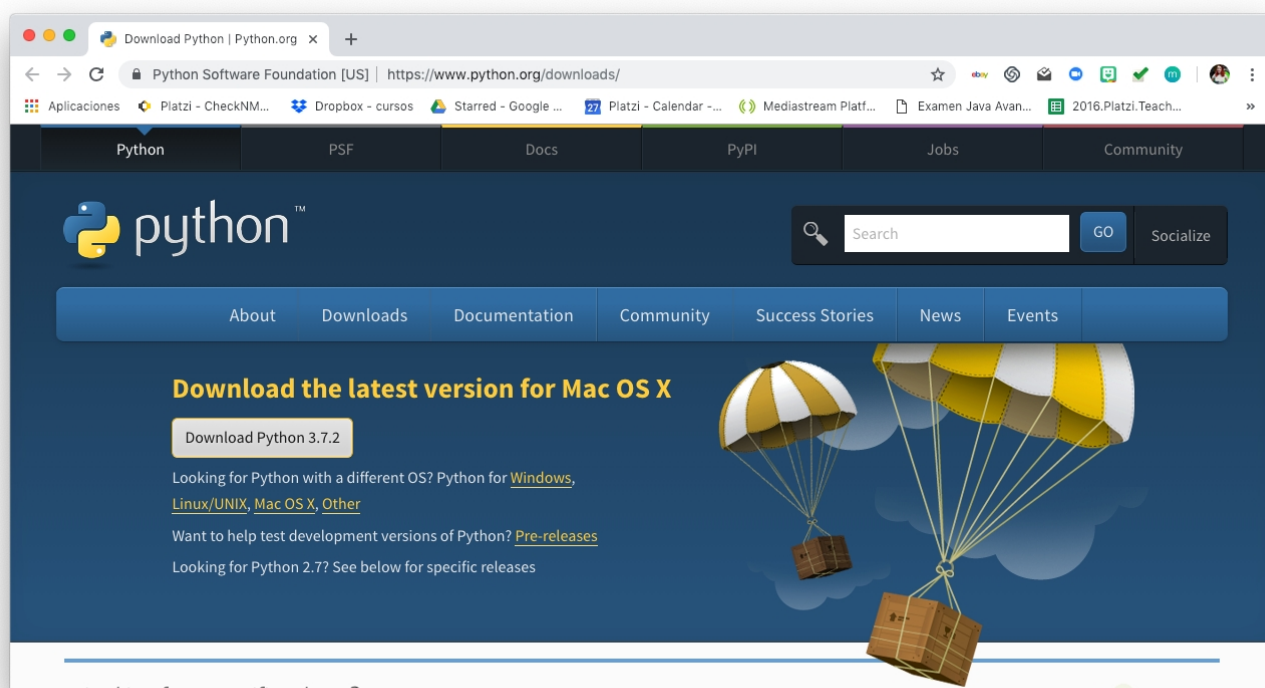 Download Python | Python.org
Python Software Foundation [US] | https://www.python.org/downloads/
ebay
m
Aplicaciones
Platzi - CheckNM...
Dropbox - cursos
Starred - Google ...
27
Platzi - Calendar -...
Mediastream Platf...
Examen Java Avan...
2016.Platzi.Teach...
»
Python
PSF
Docs
PyPI
Jobs
Community
python™
Search
GO
Socialize
About
Downloads
Documentation
Community
Success Stories
News
Events
Download the latest version for Mac OS X
Download Python 3.7.2
Looking for Python with a different OS? Python for Windows,
Linux/UNIX, Mac OS X, Other
Want to help test development versions of Python? Pre-releases
Looking for Python 2.7? See below for specific releases